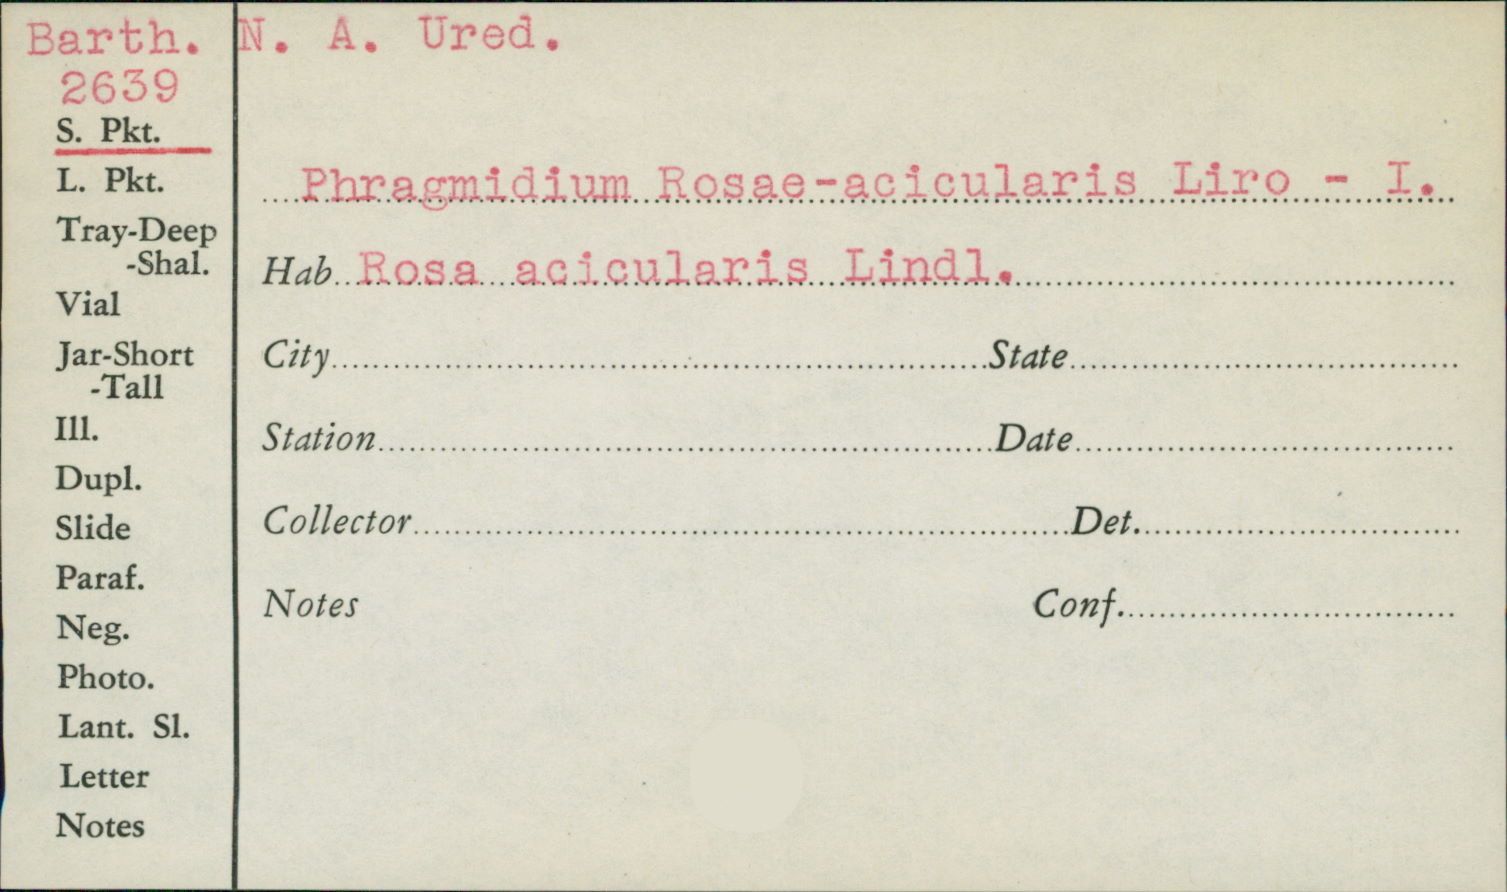 Barth. N. A. Ured.
2639
S. Pkt.
L. Pkt.
Tray-Deep
-Shal.
Vial
Jar-Short
-Tall
Ill.
Dupl.
Slide
Paraf.
Neg.
Photo.
Lant. Sl.
Letter
Notes
Phragmidium Rosae-acicularis Liro - I.
Hab Rosa acicularis Lindl.
City State
Station Date
Collector Det.
Notes Conf.